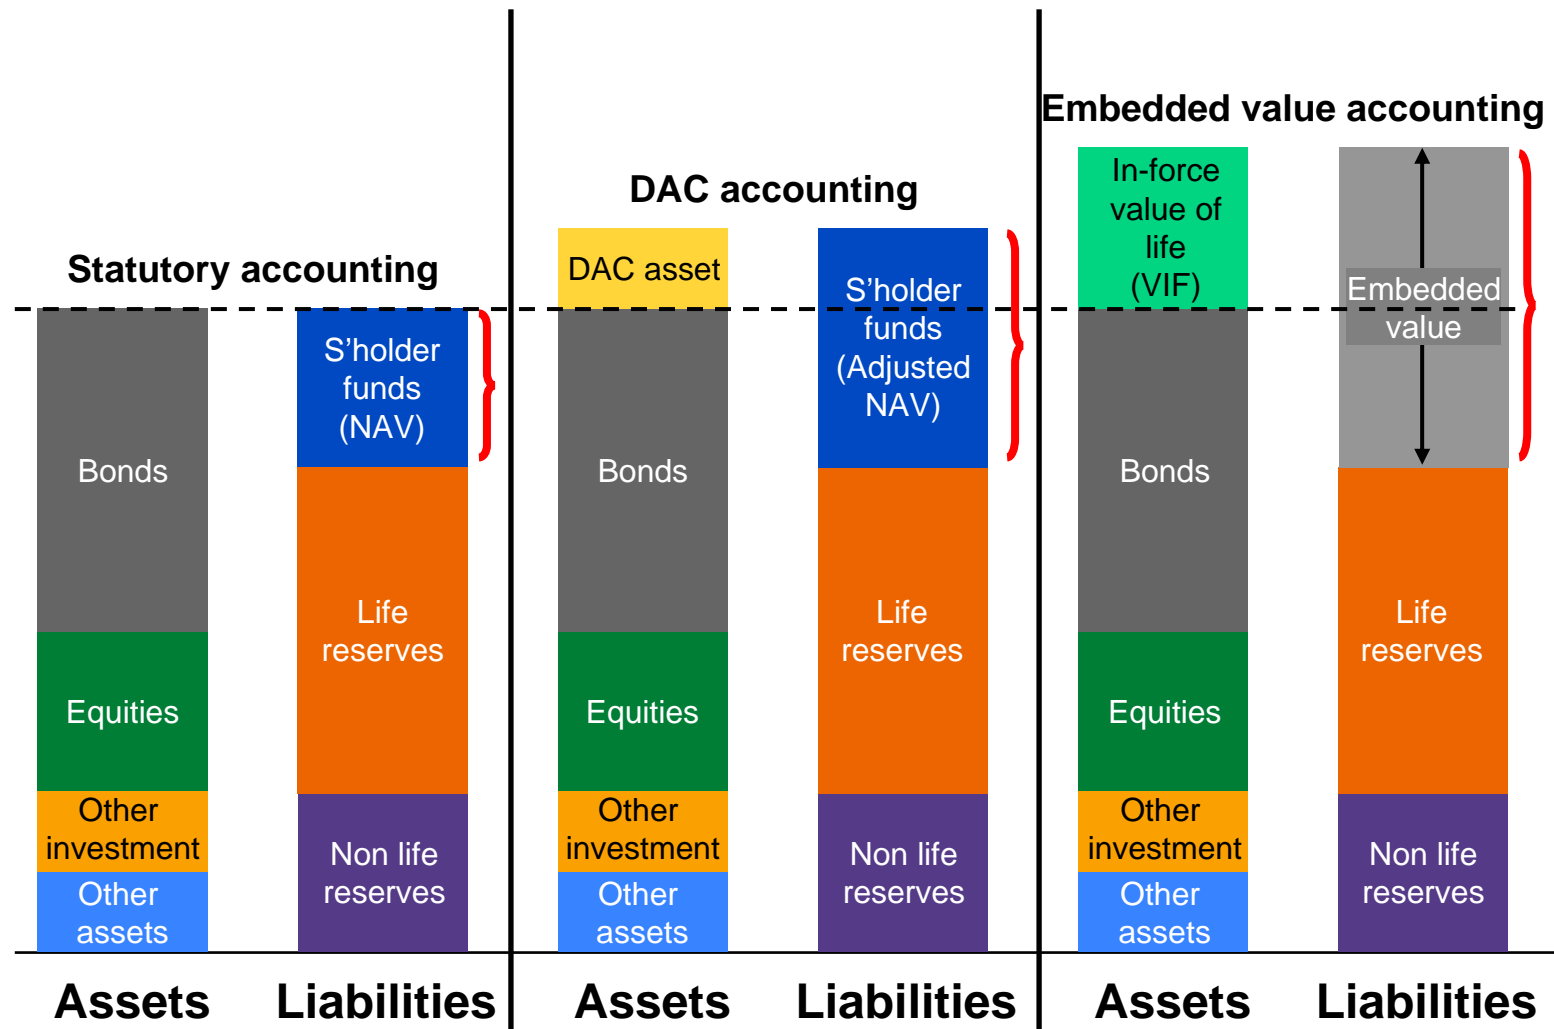 Statutory accounting
Bonds
Equities
Other
investment
Other
assets
S’holder
funds
(NAV)
Life
reserves
Non life
reserves
Assets
Liabilities
DAC accounting
DAC asset
Bonds
Equities
Other
investment
Other
assets
S’holder
funds
(Adjusted
NAV)
Life
reserves
Non life
reserves
Assets
Liabilities
Embedded value accounting
In-force
value of
life
(VIF)
Bonds
Equities
Other
investment
Other
assets
Embedded
value
Life
reserves
Non life
reserves
Assets
Liabilities